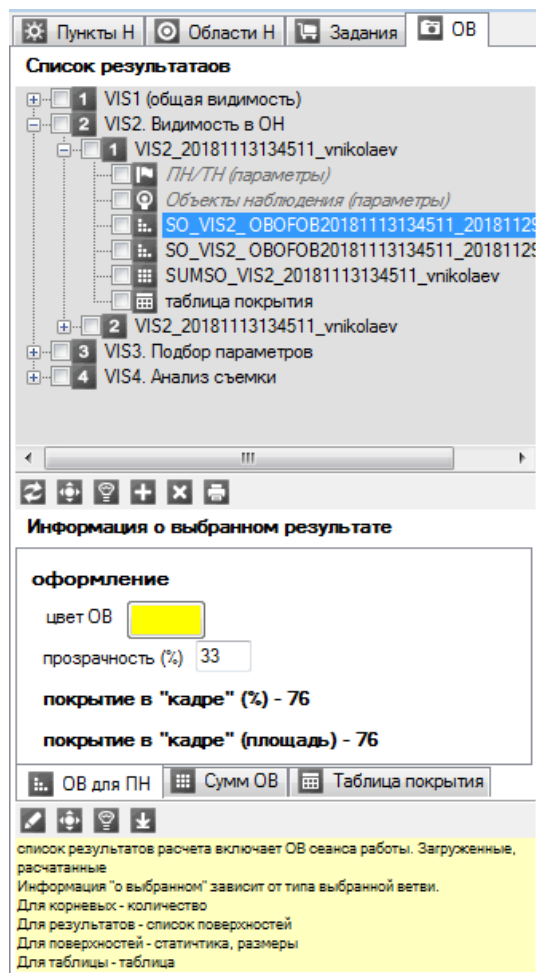 Пункты Н Области Н Задания ОВ
Список результатаов
1 VIS1 (общая видимость)
2 VIS2. Видимость в ОН
1 VIS2_20181113134511_vnikolaev
ПН/ТН (параметры)
Объекты наблюдения (параметры)
SO_VIS2_ OBOFOB20181113134511_20181129
SO_VIS2_ OBOFOB20181113134511_20181129
SUMSO_VIS2_20181113134511_vnikolaev
таблица покрытия
2 VIS2_20181113134511_vnikolaev
3 VIS3. Подбор параметров
4 VIS4. Анализ съемки
Информация о выбранном результате
оформление
цвет ОВ
прозрачность (%) 33
покрытие в "кадре" (%) - 76
покрытие в "кадре" (площадь) - 76
ОВ для ПН Сумм ОВ Таблица покрытия
список результатов расчета включает ОВ сеанса работы. Загруженные,
расчатанные
Информация "о выбранном" зависит от типа выбранной ветви.
Для корневых - количество
Для результатов - список поверхностей
Для поверхностей - статичтика, размеры
Для таблицы - таблица